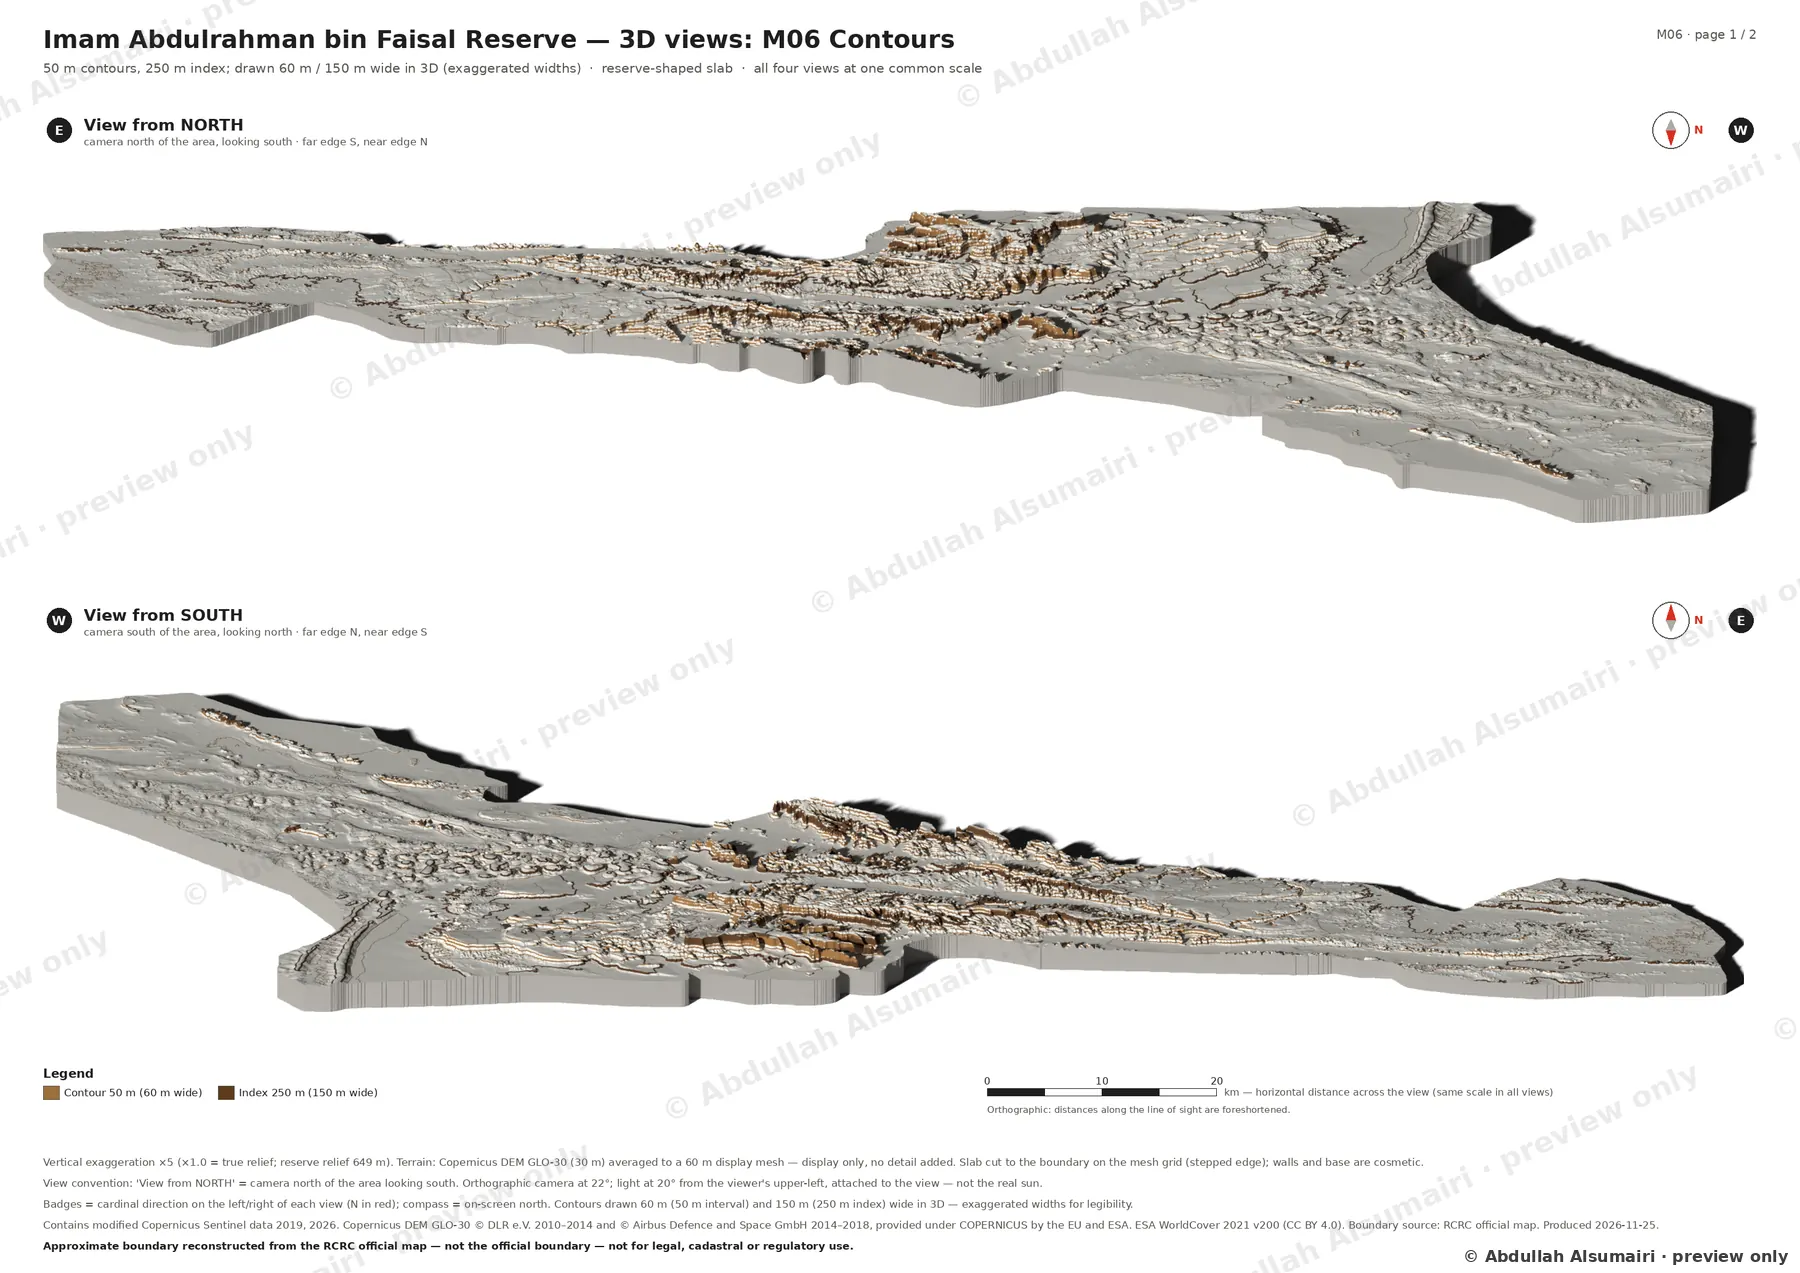 Imam Abdulrahman bin Faisal Reserve — 3D views: M06 Contours
M06 · page 1 / 2
50 m contours, 250 m index; drawn 60 m / 150 m wide in 3D (exaggerated widths) · reserve-shaped slab · all four views at one common scale
E
View from NORTH
camera north of the area, looking south · far edge S, near edge N
N
W
W
View from SOUTH
camera south of the area, looking north · far edge N, near edge S
N
E
Legend
Contour 50 m (60 m wide)
Index 250 m (150 m wide)
0 10 20
km — horizontal distance across the view (same scale in all views)
Orthographic: distances along the line of sight are foreshortened.
Vertical exaggeration ×5 (×1.0 = true relief; reserve relief 649 m). Terrain: Copernicus DEM GLO-30 (30 m) averaged to a 60 m display mesh — display only, no detail added. Slab cut to the boundary on the mesh grid (stepped edge); walls and base are cosmetic.
View convention: 'View from NORTH' = camera north of the area looking south. Orthographic camera at 22°; light at 20° from the viewer's upper-left, attached to the view — not the real sun.
Badges = cardinal direction on the left/right of each view (N in red); compass = on-screen north. Contours drawn 60 m (50 m interval) and 150 m (250 m index) wide in 3D — exaggerated widths for legibility.
Contains modified Copernicus Sentinel data 2019, 2026. Copernicus DEM GLO-30 © DLR e.V. 2010–2014 and © Airbus Defence and Space GmbH 2014–2018, provided under COPERNICUS by the EU and ESA. ESA WorldCover 2021 v200 (CC BY 4.0). Boundary source: RCRC official map. Produced 2026-11-25.
Approximate boundary reconstructed from the RCRC official map — not the official boundary — not for legal, cadastral or regulatory use.
© Abdullah Alsumairi · preview only